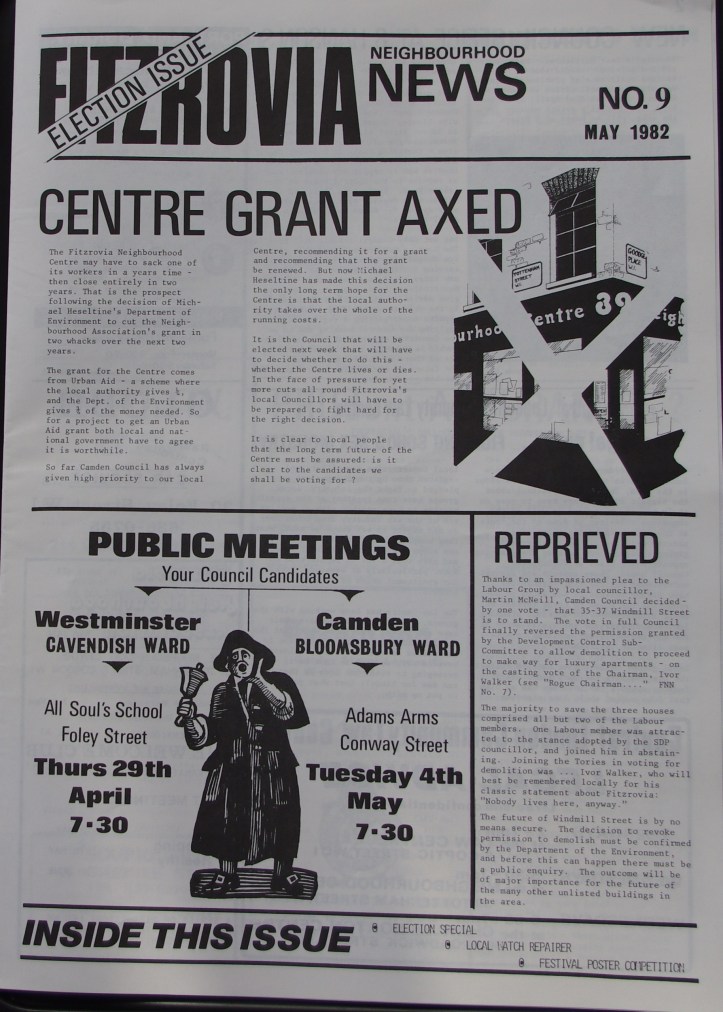 FITZROVIA
ELECTION ISSUE
NEIGHBOURHOOD
NEWS
NO. 9
MAY 1982
CENTRE GRANT AXED
The Fitzrovia Neighbourhood
Centre may have to sack one of
its workers in a years time -
then close entirely in two
years. That is the prospect
following the decision of Mich-
ael Heseltine's Department of
Environment to cut the Neigh-
bourhood Association's grant in
two whacks over the next two
years.
The grant for the Centre comes
from Urban Aid - a scheme where
the local authority gives ¼,
and the Dept. of the Environment
gives ¾ of the money needed. So
for a project to get an Urban
Aid grant both local and nat-
ional government have to agree
it is worthwhile.
So far Camden Council has always
given high priority to our local
Centre, recommending it for a grant
and recommending that the grant
be renewed. But now Michael
Heseltine has made this decision
the only long term hope for the
Centre is that the local autho-
rity takes over the whole of the
running costs.
It is the Council that will be
elected next week that will have
to decide whether to do this -
whether the Centre lives or dies.
In the face of pressure for yet
more cuts all round Fitzrovia's
local Councillors will have to
be prepared to fight hard for
the right decision.
It is clear to local people
that the long term future of the
Centre must be assured: is it
clear to the candidates we
shall be voting for ?
TOTTENHAM
STREET
W1
GOODGE
PLACE
W1
ourhoo
entre 39
eigh
PUBLIC MEETINGS
Your Council Candidates
Westminster
CAVENDISH WARD
All Soul's School
Foley Street
Thurs 29th
April
7·30
Camden
BLOOMSBURY WARD
Adams Arms
Conway Street
Tuesday 4th
May
7·30
REPRIEVED
Thanks to an impassioned plea to the
Labour Group by local councillor,
Martin McNeill, Camden Council decided -
by one vote - that 35-37 Windmill Street
is to stand. The vote in full Council
finally reversed the permission granted
by the Development Control Sub-
Committee to allow demolition to proceed
to make way for luxury apartments - on
the casting vote of the Chairman, Ivor
Walker (see "Rogue Chairman...." FNN
No. 7).
The majority to save the three houses
comprised all but two of the Labour
members. One Labour member was attrac-
ted to the stance adopted by the SDP
councillor, and joined him in abstain-
ing. Joining the Tories in voting for
demolition was ... Ivor Walker, who will
best be remembered locally for his
classic statement about Fitzrovia:
"Nobody lives here, anyway."
The future of Windmill Street is by no
means secure. The decision to revoke
permission to demolish must be confirmed
by the Department of the Environment,
and before this can happen there must be
a public enquiry. The outcome will be
of major importance for the future of
the many other unlisted buildings in
the area.
INSIDE THIS ISSUE
ELECTION SPECIAL
LOCAL WATCH REPAIRER
FESTIVAL POSTER COMPETITION